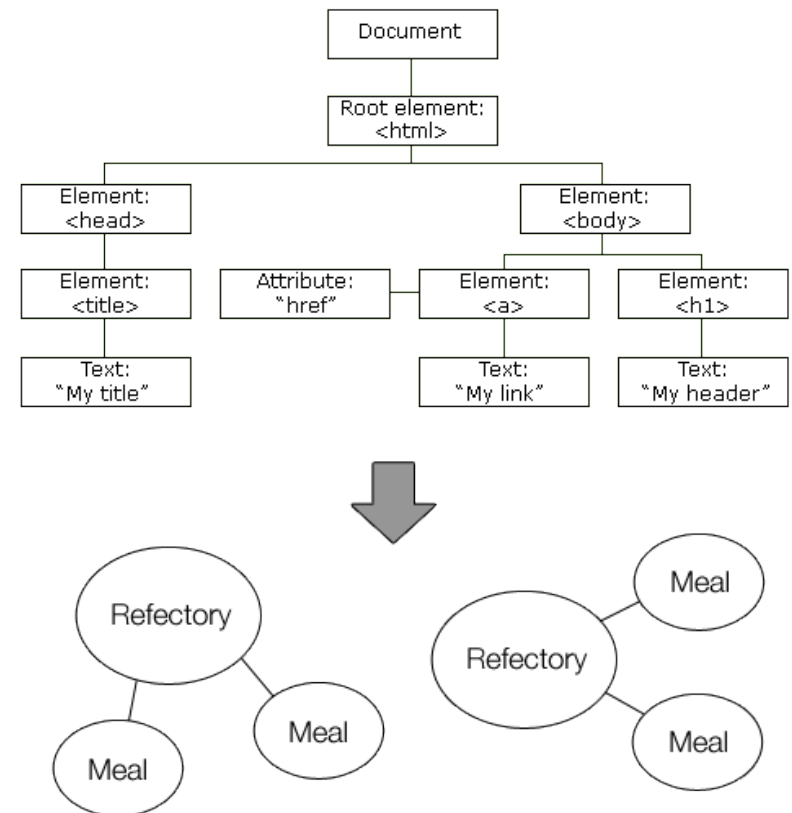 Document
Root element:
<html>
Element:
<head>
Element:
<body>
Element:
<title>
Attribute:
“href”
Element:
<a>
Element:
<h1>
Text:
“My title”
Text:
“My link”
Text:
“My header”
Refectory
Meal
Meal
Refectory
Meal
Meal